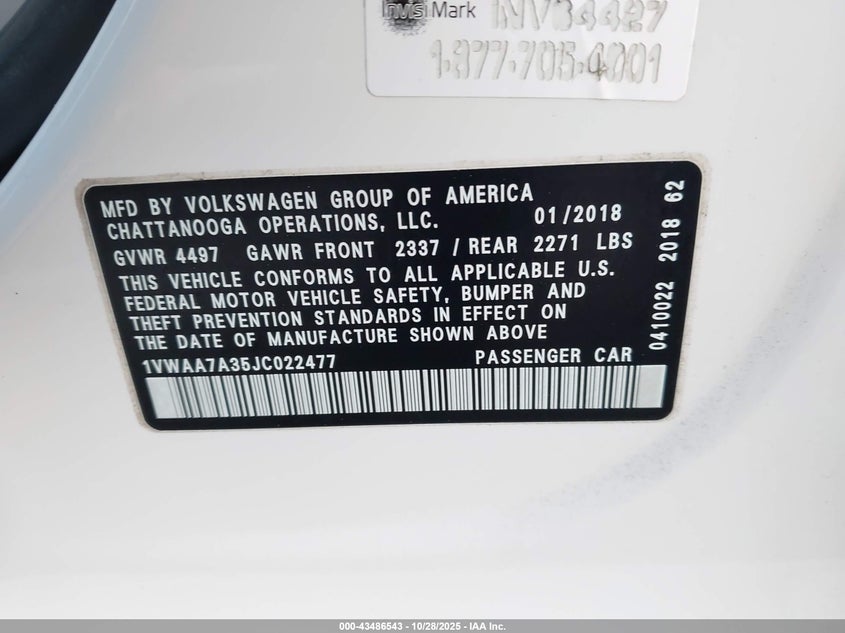 InvisiMark
INV34427
1.877.705.4001
MFD BY VOLKSWAGEN GROUP OF AMERICA
CHATTANOOGA OPERATIONS, LLC. 01/2018
GVWR 4497 GAWR FRONT 2337 / REAR 2271 LBS
THIS VEHICLE CONFORMS TO ALL APPLICABLE U.S.
FEDERAL MOTOR VEHICLE SAFETY, BUMPER AND
THEFT PREVENTION STANDARDS IN EFFECT ON
THE DATE OF MANUFACTURE SHOWN ABOVE
1VWAA7A35JC022477 PASSENGER CAR
0410022 2018 62
000-43486543 | 10/28/2025 - IAA Inc.